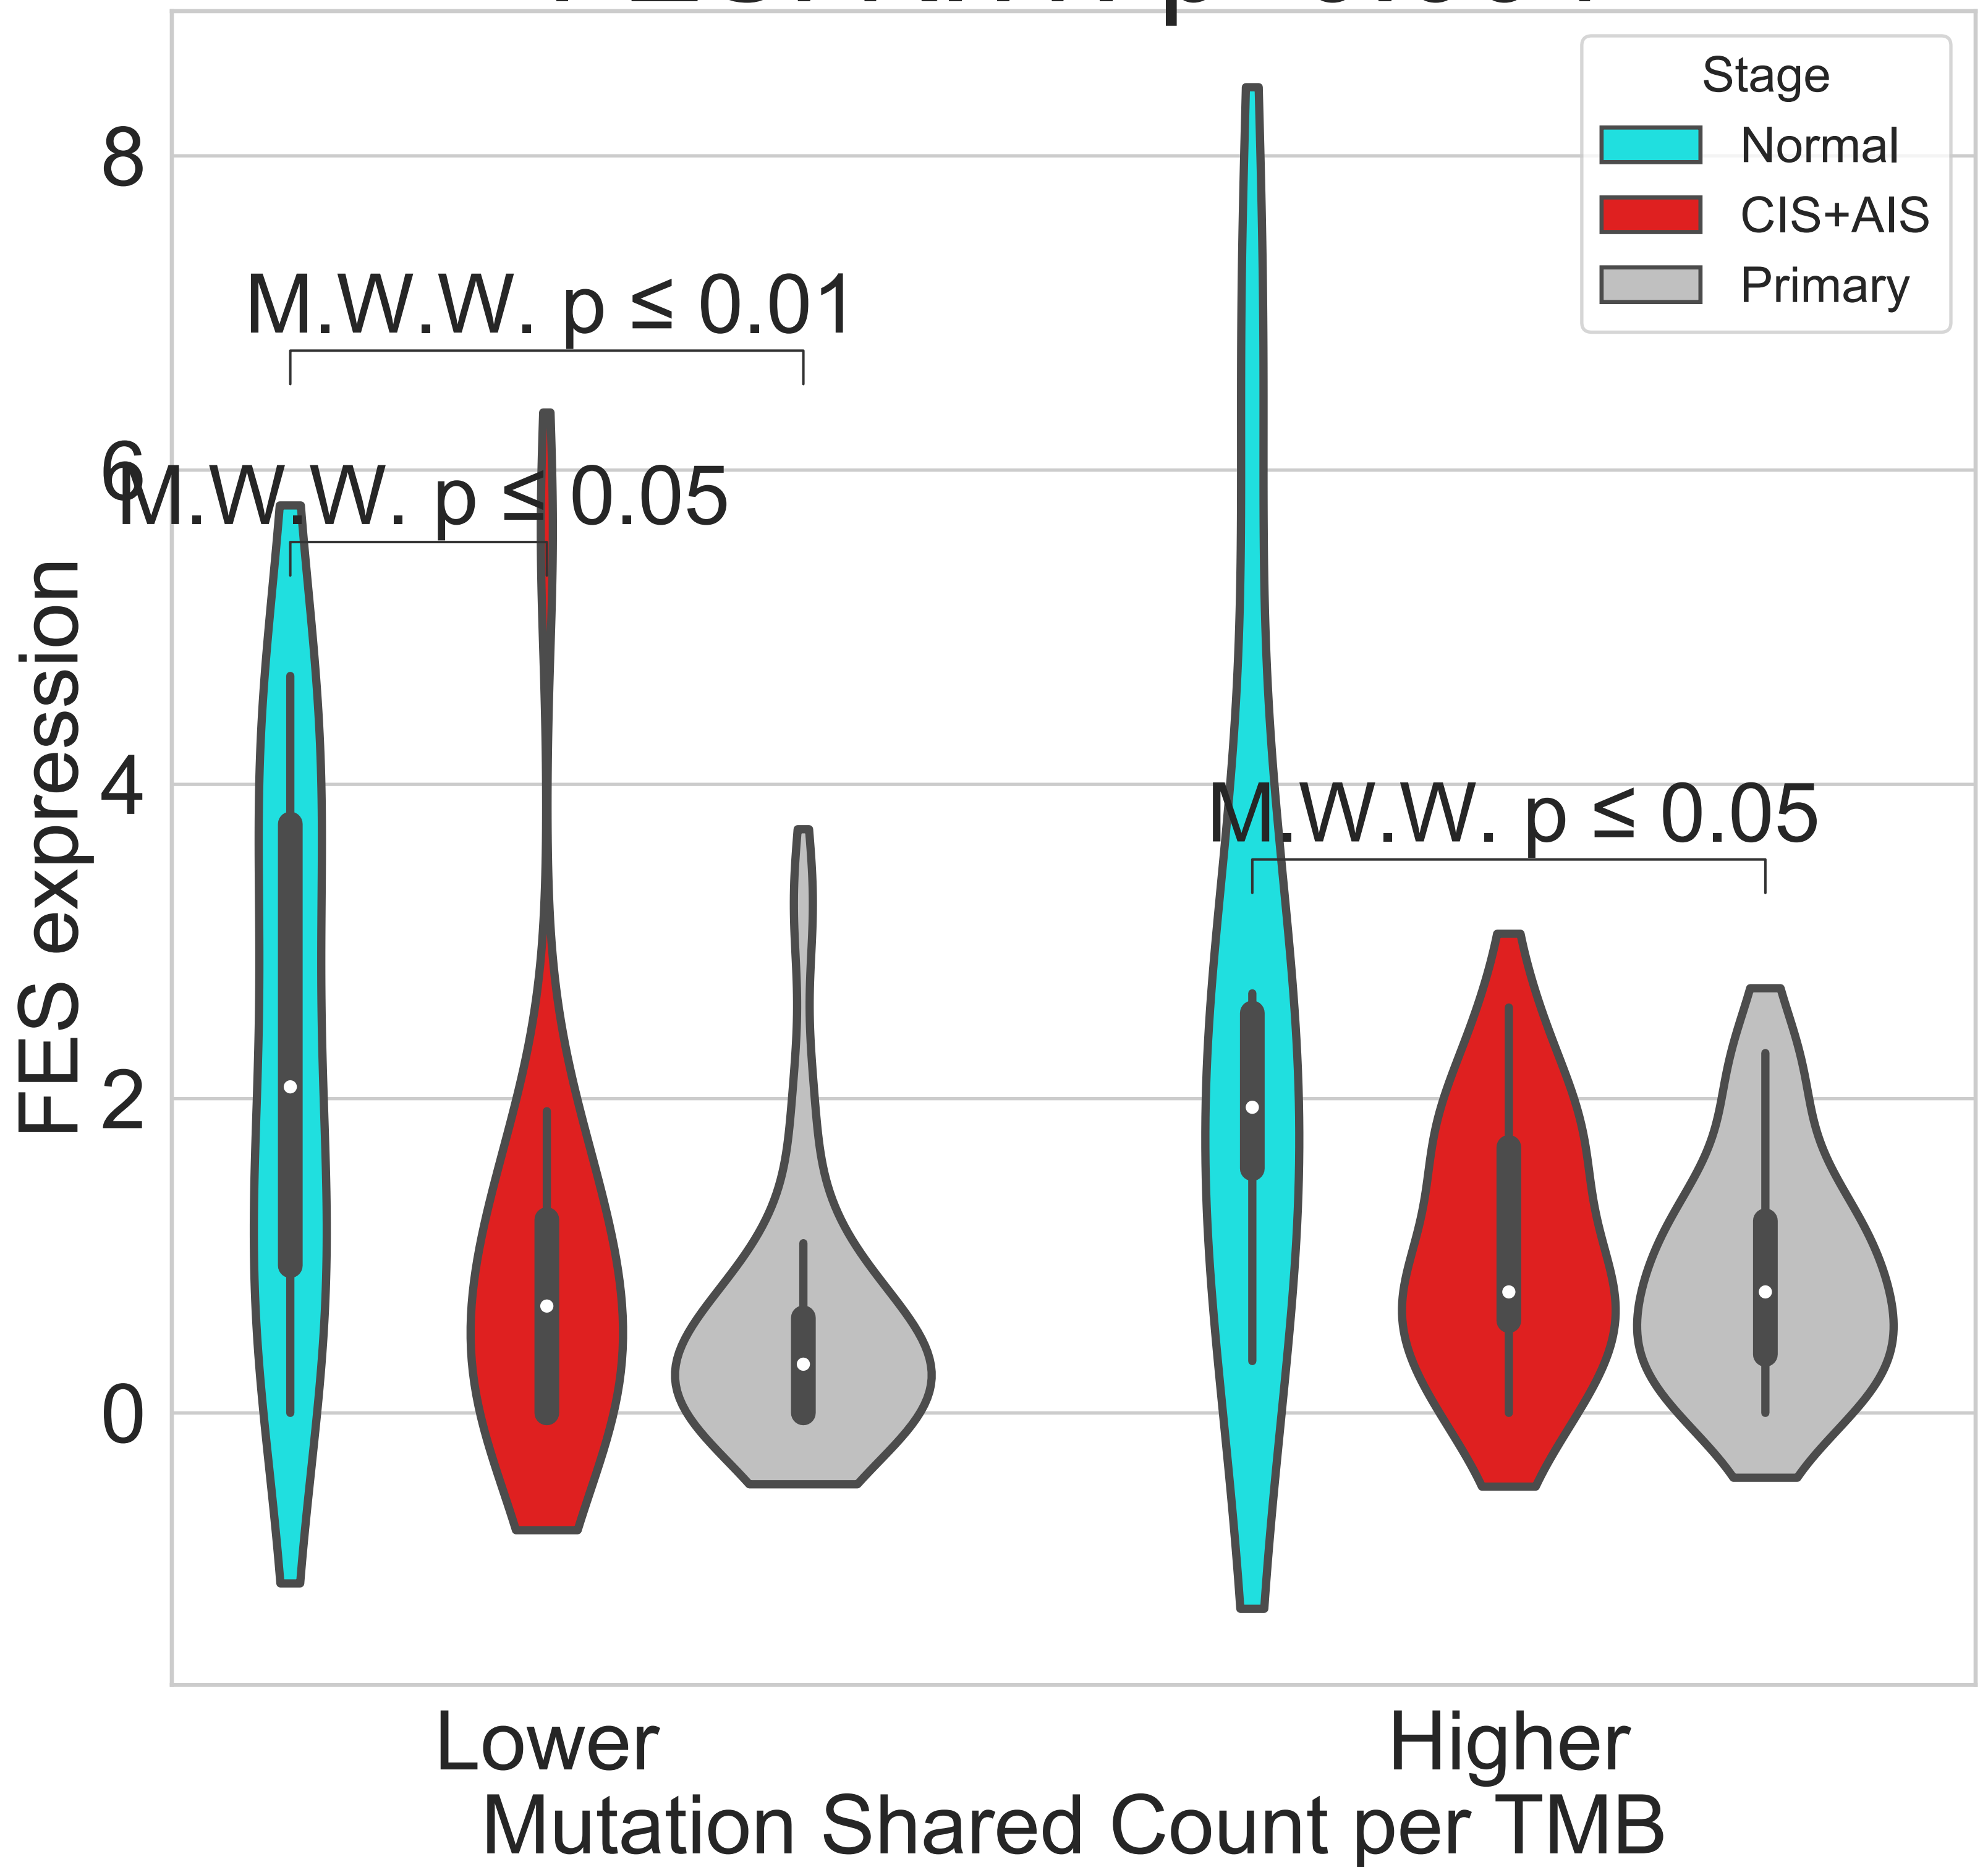 Stage
Normal
CIS+AIS
Primary
8
6
4
2
0
FES expression
M.W.W. p ≤ 0.01
M.W.W. p ≤ 0.05
M.W.W. p ≤ 0.05
Lower
Higher
Mutation Shared Count per TMB